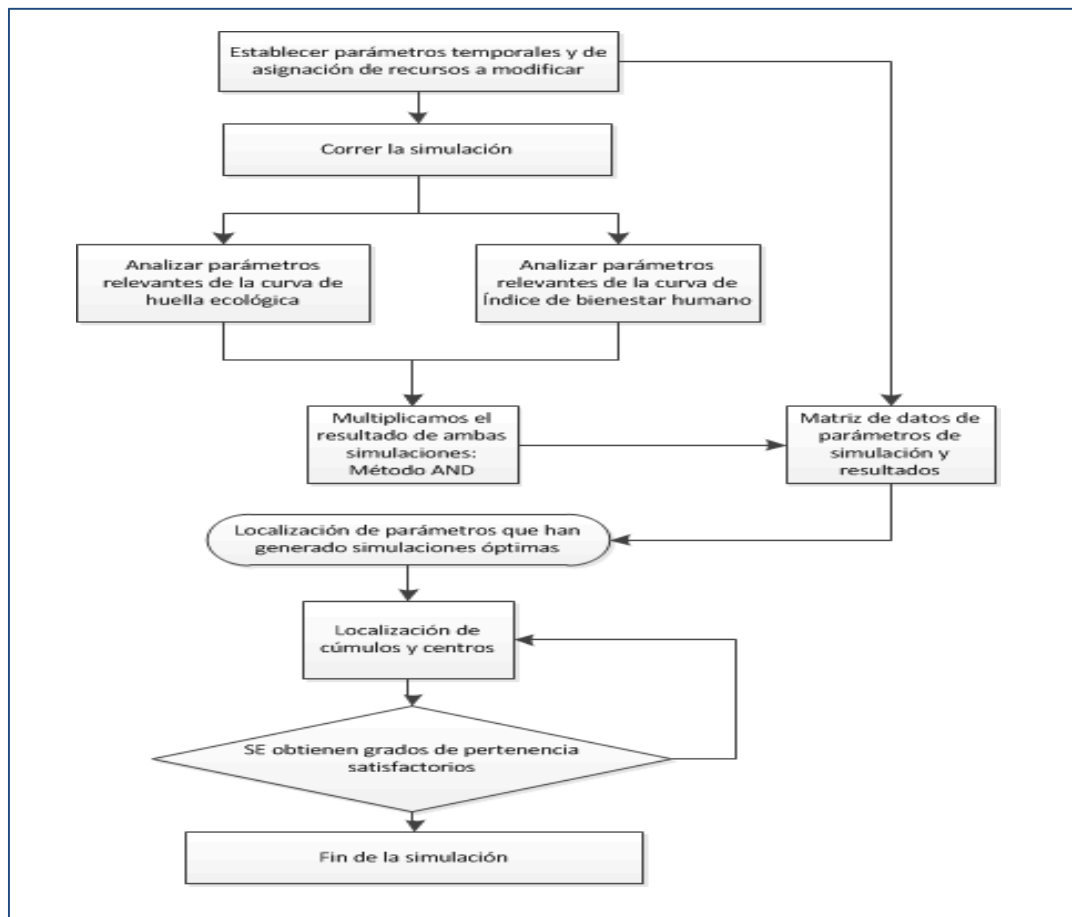 Establecer parámetros temporales y de
asignación de recursos a modificar
Correr la simulación
Analizar parámetros
relevantes de la curva de
huella ecológica
Analizar parámetros
relevantes de la curva de
Índice de bienestar humano
Multiplicamos el
resultado de ambas
simulaciones:
Método AND
Matriz de datos de
parámetros de
simulación y
resultados
Localización de parámetros que han
generado simulaciones óptimas
Localización de
cúmulos y centros
SE obtienen grados de pertenencia
satisfactorios
Fin de la simulación